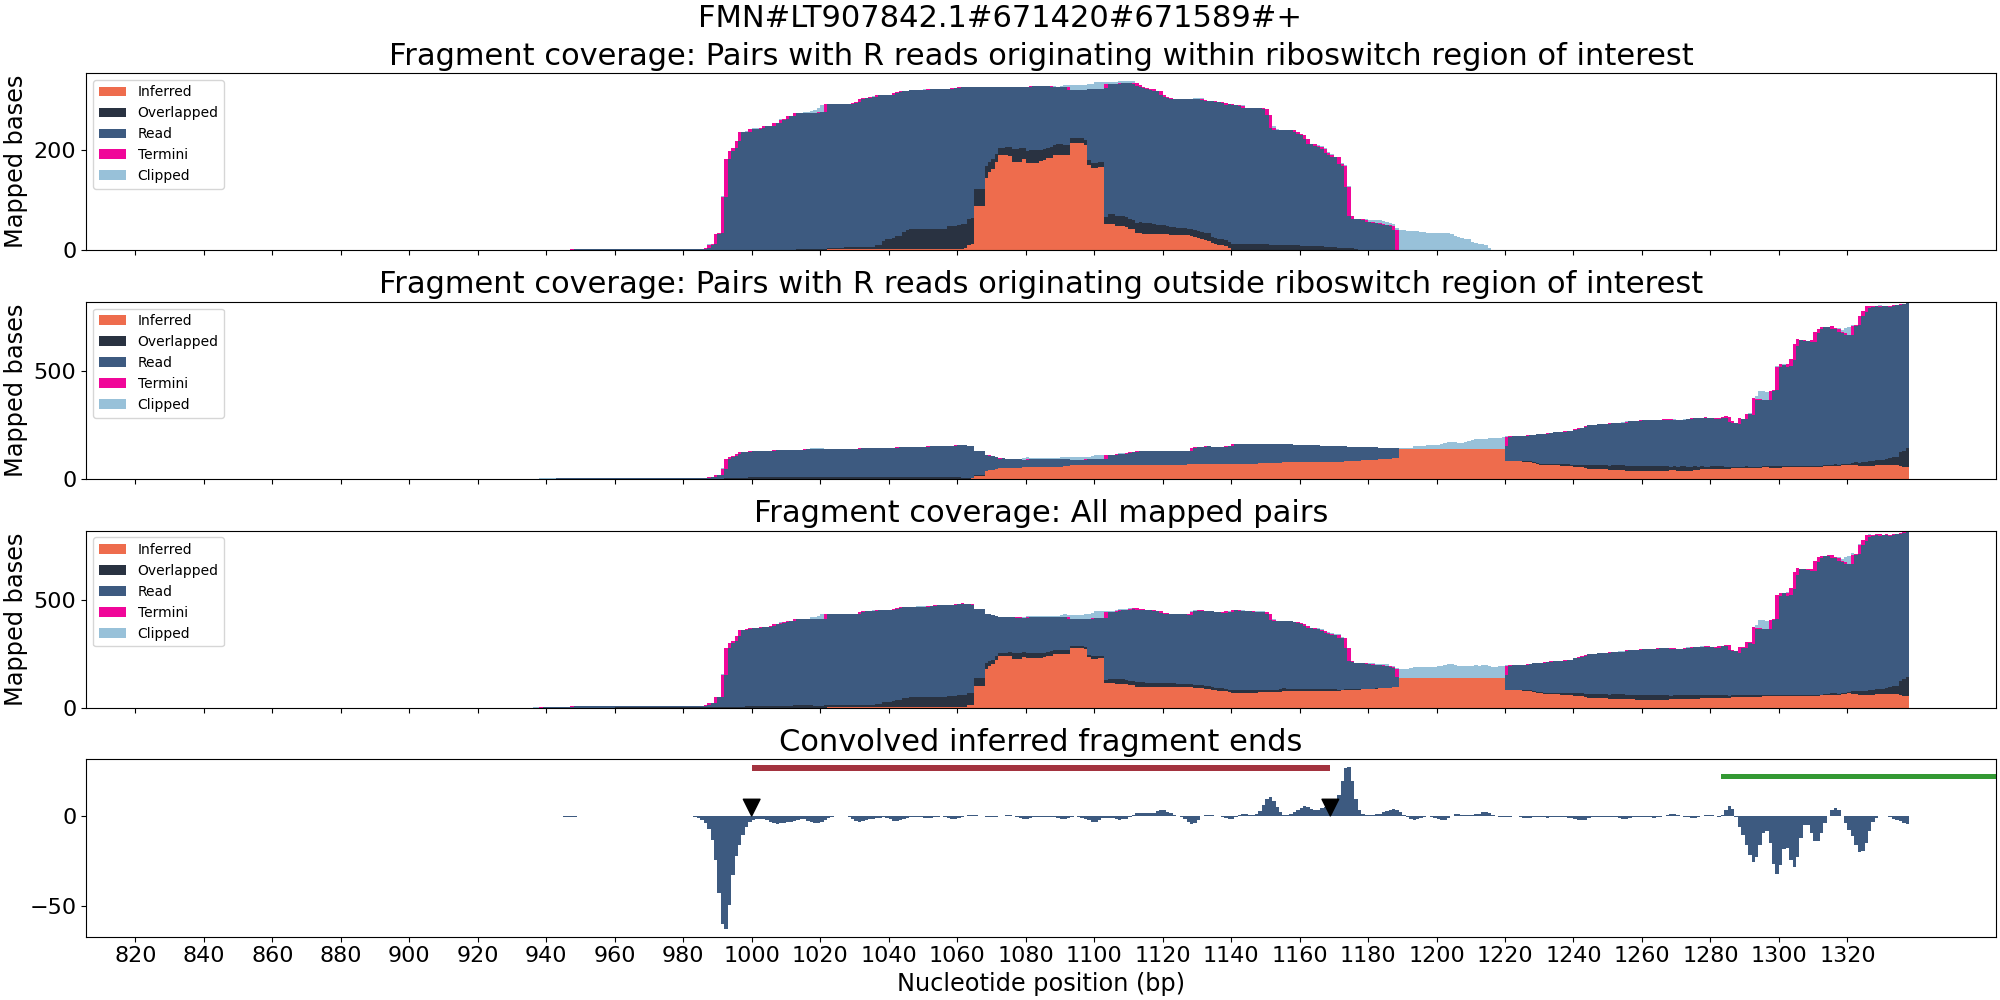 FMN#LT907842.1#671420#671589#+
Fragment coverage: Pairs with R reads originating within riboswitch region of interest
Mapped bases
200
0
Inferred
Overlapped
Read
Termini
Clipped
Fragment coverage: Pairs with R reads originating outside riboswitch region of interest
Mapped bases
500
0
Inferred
Overlapped
Read
Termini
Clipped
Fragment coverage: All mapped pairs
Mapped bases
500
0
Inferred
Overlapped
Read
Termini
Clipped
Convolved inferred fragment ends
0
−50
820 840 860 880 900 920 940 960 980 1000 1020 1040 1060 1080 1100 1120 1140 1160 1180 1200 1220 1240 1260 1280 1300 1320
Nucleotide position (bp)